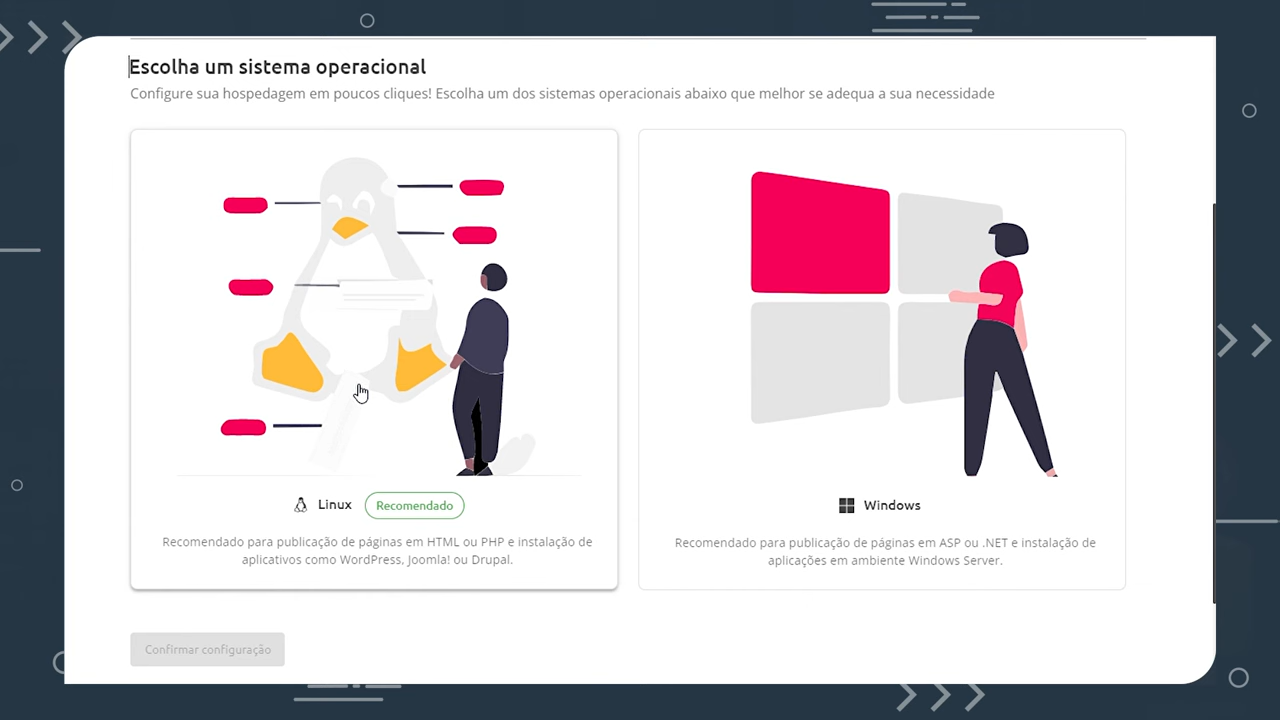 Escolha um sistema operacional
Configure sua hospedagem em poucos cliques! Escolha um dos sistemas operacionais abaixo que melhor se adequa a sua necessidade
Linux Recomendado
Recomendado para publicação de páginas em HTML ou PHP e instalação de
aplicativos como WordPress, Joomla! ou Drupal.
Windows
Recomendado para publicação de páginas em ASP ou .NET e instalação de
aplicações em ambiente Windows Server.
Confirmar configuração